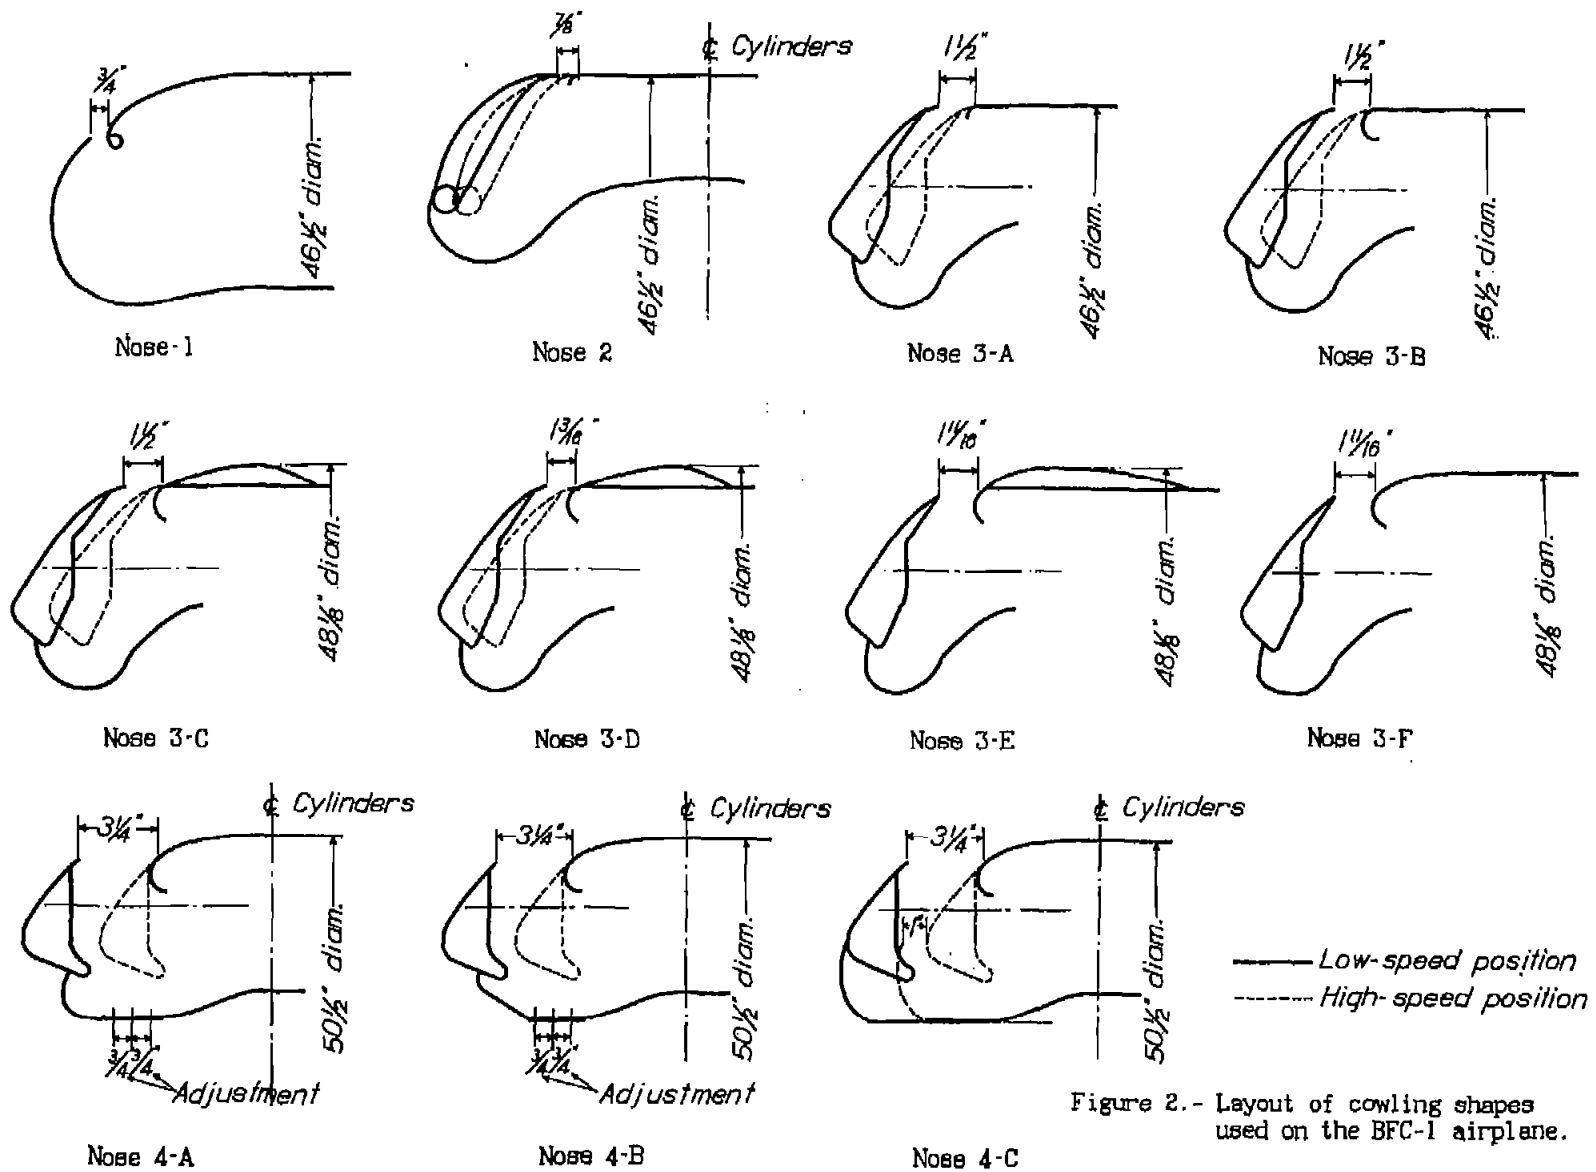 3/4"
46 1/2" diam.
Nose-1
7/8"
℄ Cylinders
46 1/2" diam.
Nose 2
1 1/2"
46 1/2" diam.
Nose 3-A
1 1/2"
46 1/2" diam.
Nose 3-B
1 1/2"
48 1/8" diam.
Nose 3-C
1 3/16"
48 1/8" diam.
Nose 3-D
1 11/16"
48 1/8" diam.
Nose 3-E
1 11/16"
48 1/8" diam.
Nose 3-F
℄ Cylinders
3 1/4"
50 1/2" diam.
3/4 3/4"
Adjustment
Nose 4-A
℄ Cylinders
3 1/4"
50 1/2" diam.
3/4 3/4"
Adjustment
Nose 4-B
℄ Cylinders
3 1/4"
1"
50 1/2" diam.
Nose 4-C
Low-speed position
High-speed position
Figure 2.- Layout of cowling shapes
used on the BFC-1 airplane.